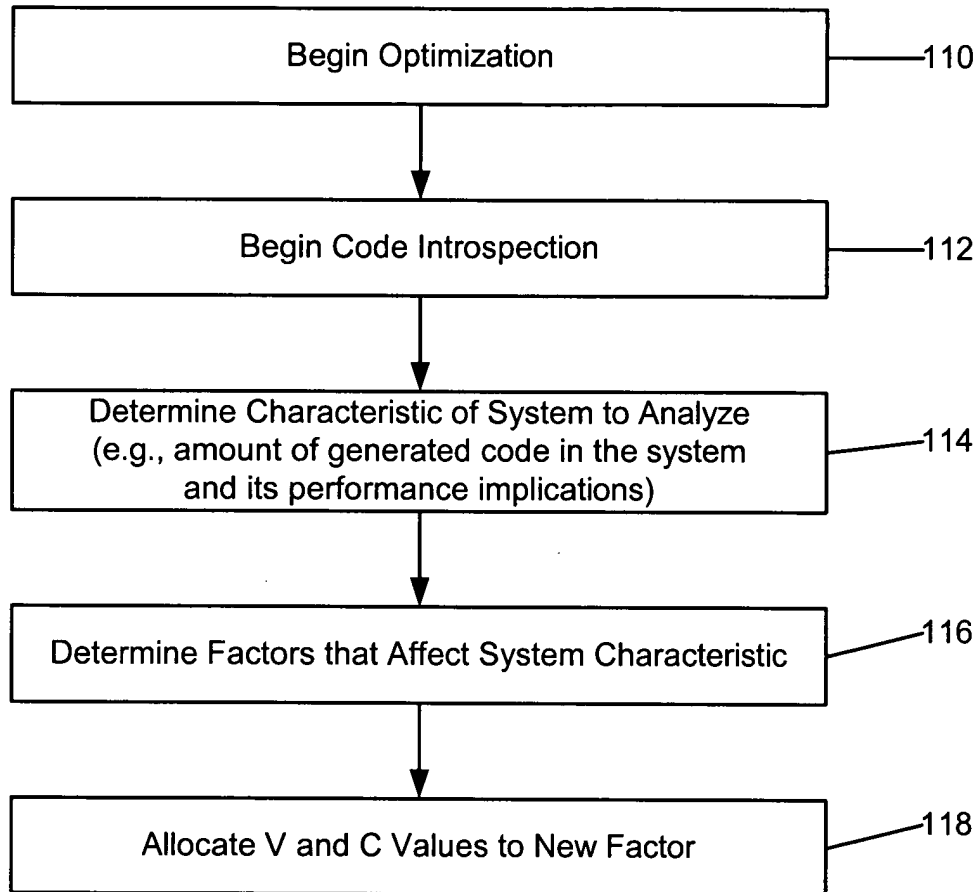 Begin Optimization
110
Begin Code Introspection
112
Determine Characteristic of System to Analyze
(e.g., amount of generated code in the system
and its performance implications)
114
Determine Factors that Affect System Characteristic
116
Allocate V and C Values to New Factor
118